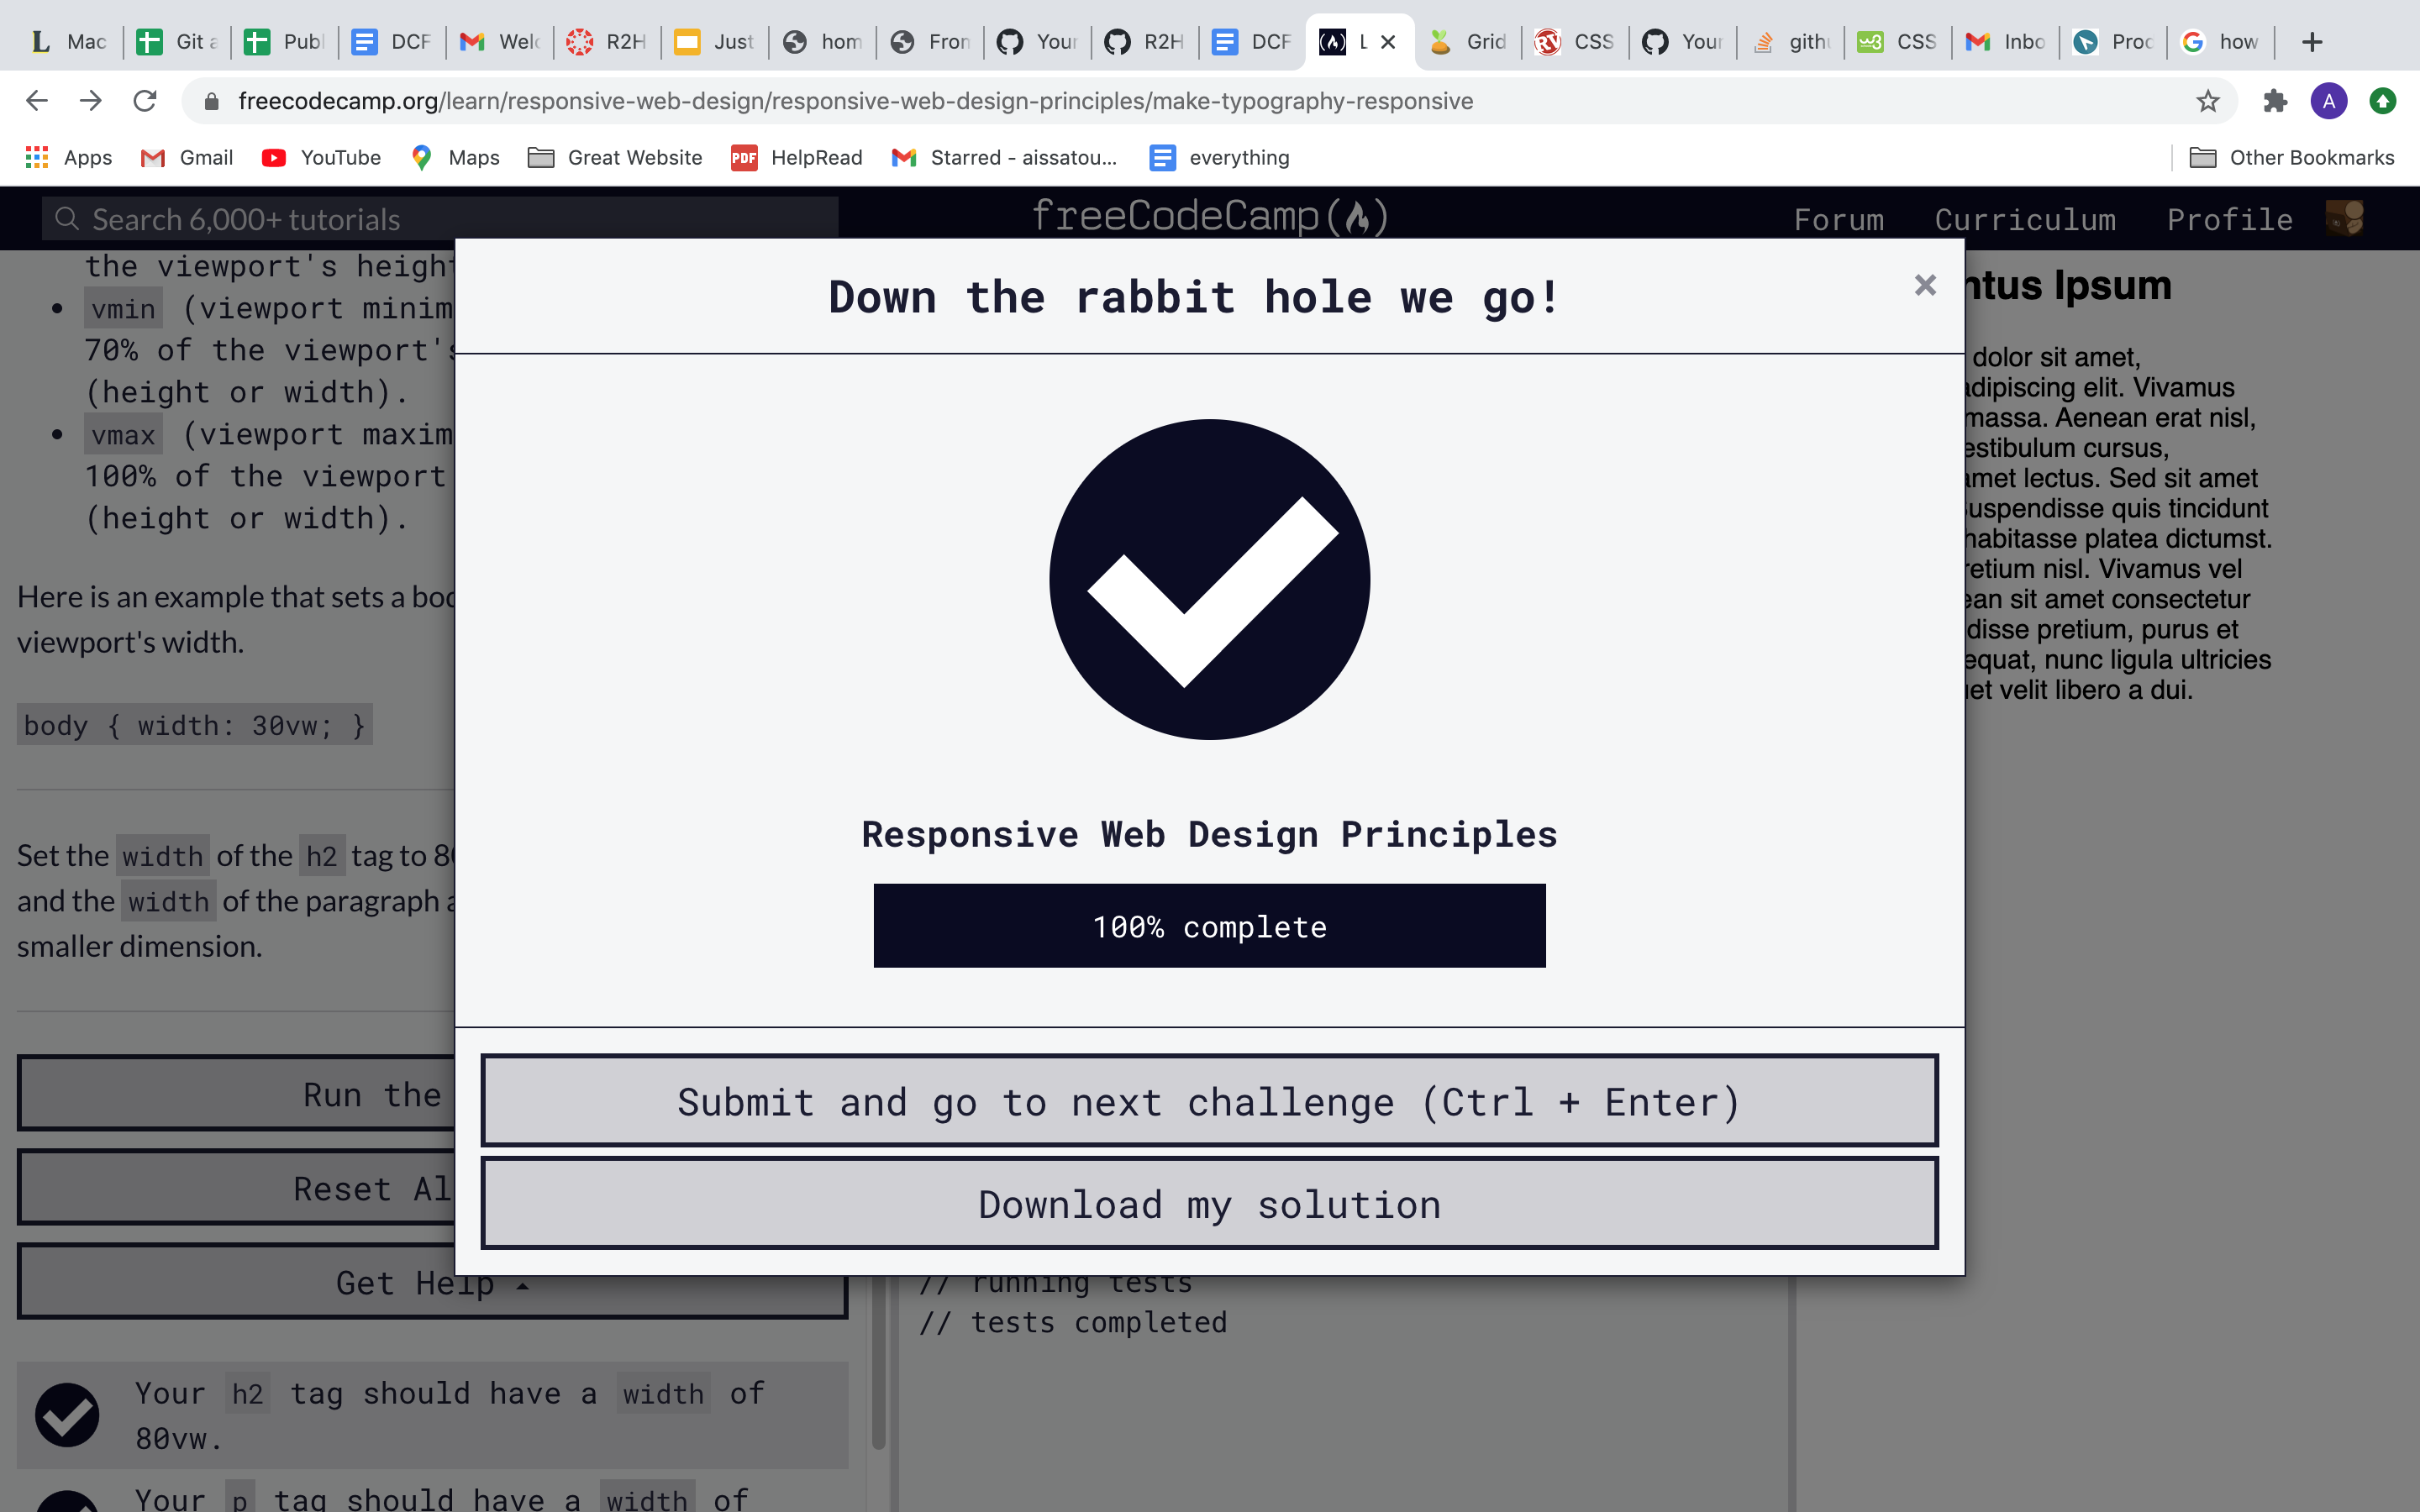 L Mac Git a Publ DCF Wel R2H Just hom Fron Your R2H DCF L Grid CSS Your gith CSS Inbo Proc how
freecodecamp.org/learn/responsive-web-design/responsive-web-design-principles/make-typography-responsive A
Apps Gmail YouTube Maps Great Website PDF HelpRead Starred - aissatou... everything Other Bookmarks
Search 6,000+ tutorials freeCodeCamp Forum Curriculum Profile
the viewport's height
vmin (viewport minim
70% of the viewport's
(height or width).
vmax (viewport maxim
100% of the viewport
(height or width).
Here is an example that sets a bod
viewport's width.
body { width: 30vw; }
Set the width of the h2 tag to 80
and the width of the paragraph a
smaller dimension.
Run the
Reset Al
Get Help
Your h2 tag should have a width of
80vw.
Your p tag should have a width of
Down the rabbit hole we go!
×
Responsive Web Design Principles
100% complete
Submit and go to next challenge (Ctrl + Enter)
Download my solution
// running tests
// tests completed
ntus Ipsum
dolor sit amet,
adipiscing elit. Vivamus
massa. Aenean erat nisl,
estibulum cursus,
amet lectus. Sed sit amet
uspendisse quis tincidunt
habitasse platea dictumst.
retium nisl. Vivamus vel
ean sit amet consectetur
disse pretium, purus et
equat, nunc ligula ultricies
uet velit libero a dui.